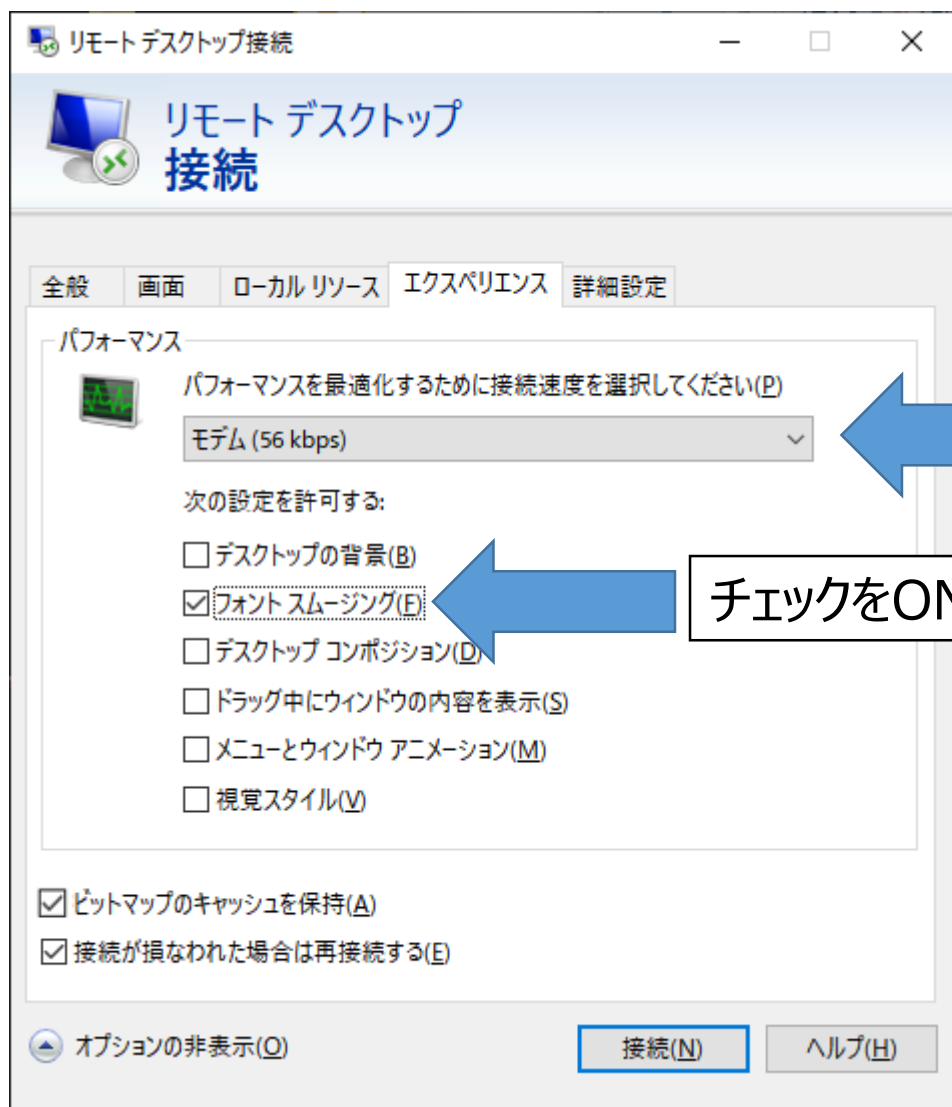 リモート デスクトップ接続
リモート デスクトップ
接続
全般 画面 ローカル リソース エクスペリエンス 詳細設定
パフォーマンス
パフォーマンスを最適化するために接続速度を選択してください(P)
モデム (56 kbps)
次の設定を許可する:
デスクトップの背景(B)
フォント スムージング(F)
チェックをON
デスクトップ コンポジション(D)
ドラッグ中にウィンドウの内容を表示(S)
メニューとウィンドウ アニメーション(M)
視覚スタイル(V)
ビットマップのキャッシュを保持(A)
接続が損なわれた場合は再接続する(E)
オプションの非表示(O) 接続(N) ヘルプ(H)